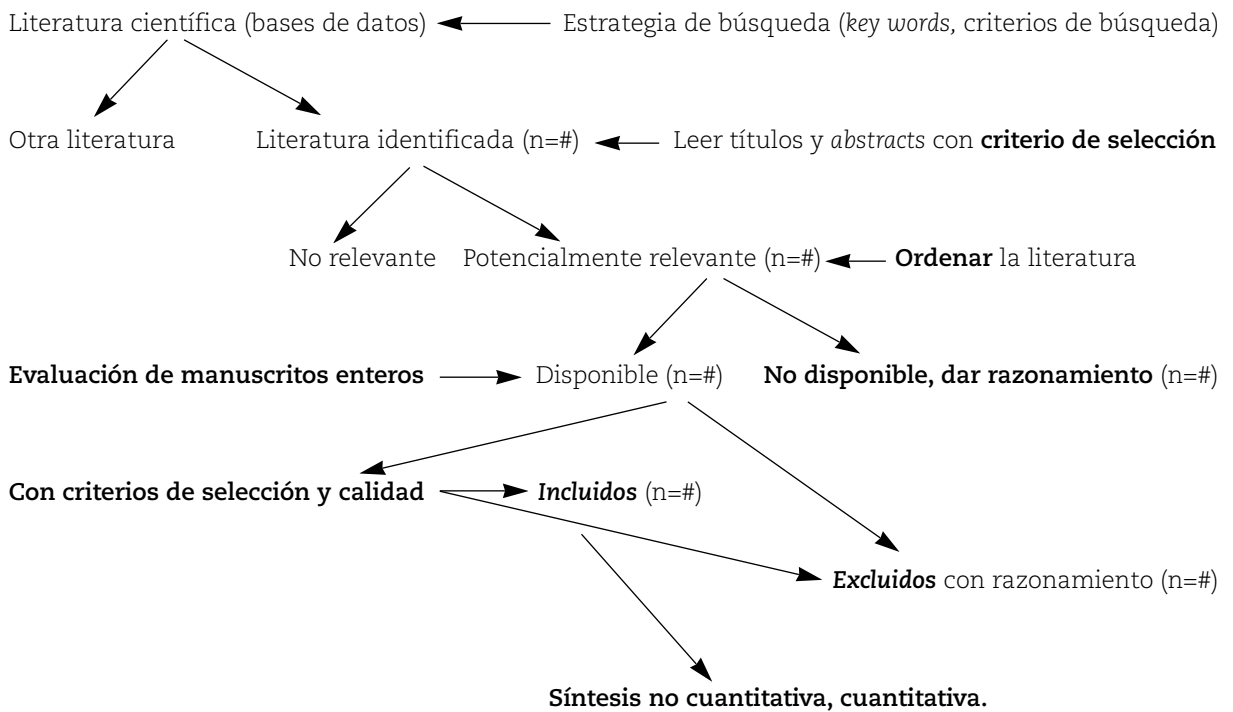 Literatura científica (bases de datos) Estrategia de búsqueda (key words, criterios de búsqueda)
Otra literatura Literatura identificada (n=#) Leer títulos y abstracts con criterio de selección
No relevante Potencialmente relevante (n=#) Ordenar la literatura
Evaluación de manuscritos enteros Disponible (n=#) No disponible, dar razonamiento (n=#)
Con criterios de selección y calidad Incluidos (n=#)
Excluidos con razonamiento (n=#)
Síntesis no cuantitativa, cuantitativa.